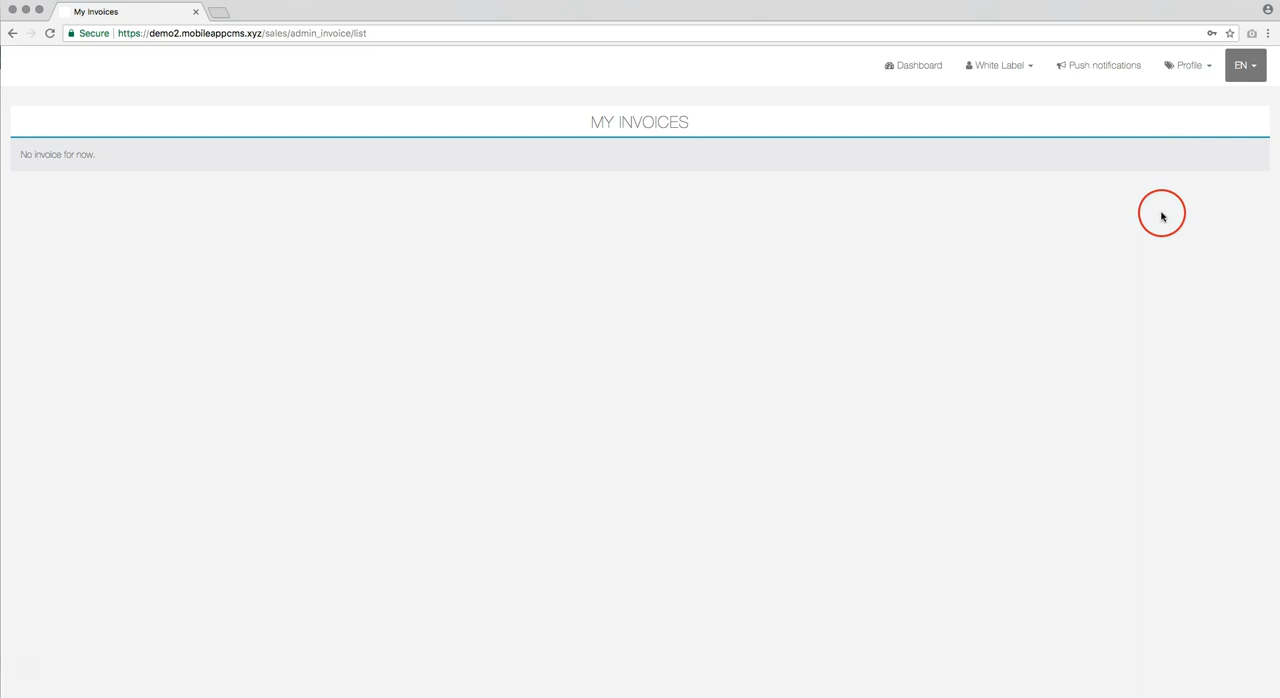 My Invoices
Secure https://demo2.mobileappcms.xyz/sales/admin_invoice/list
Dashboard White Label Push notifications Profile EN
MY INVOICES
No invoice for now.